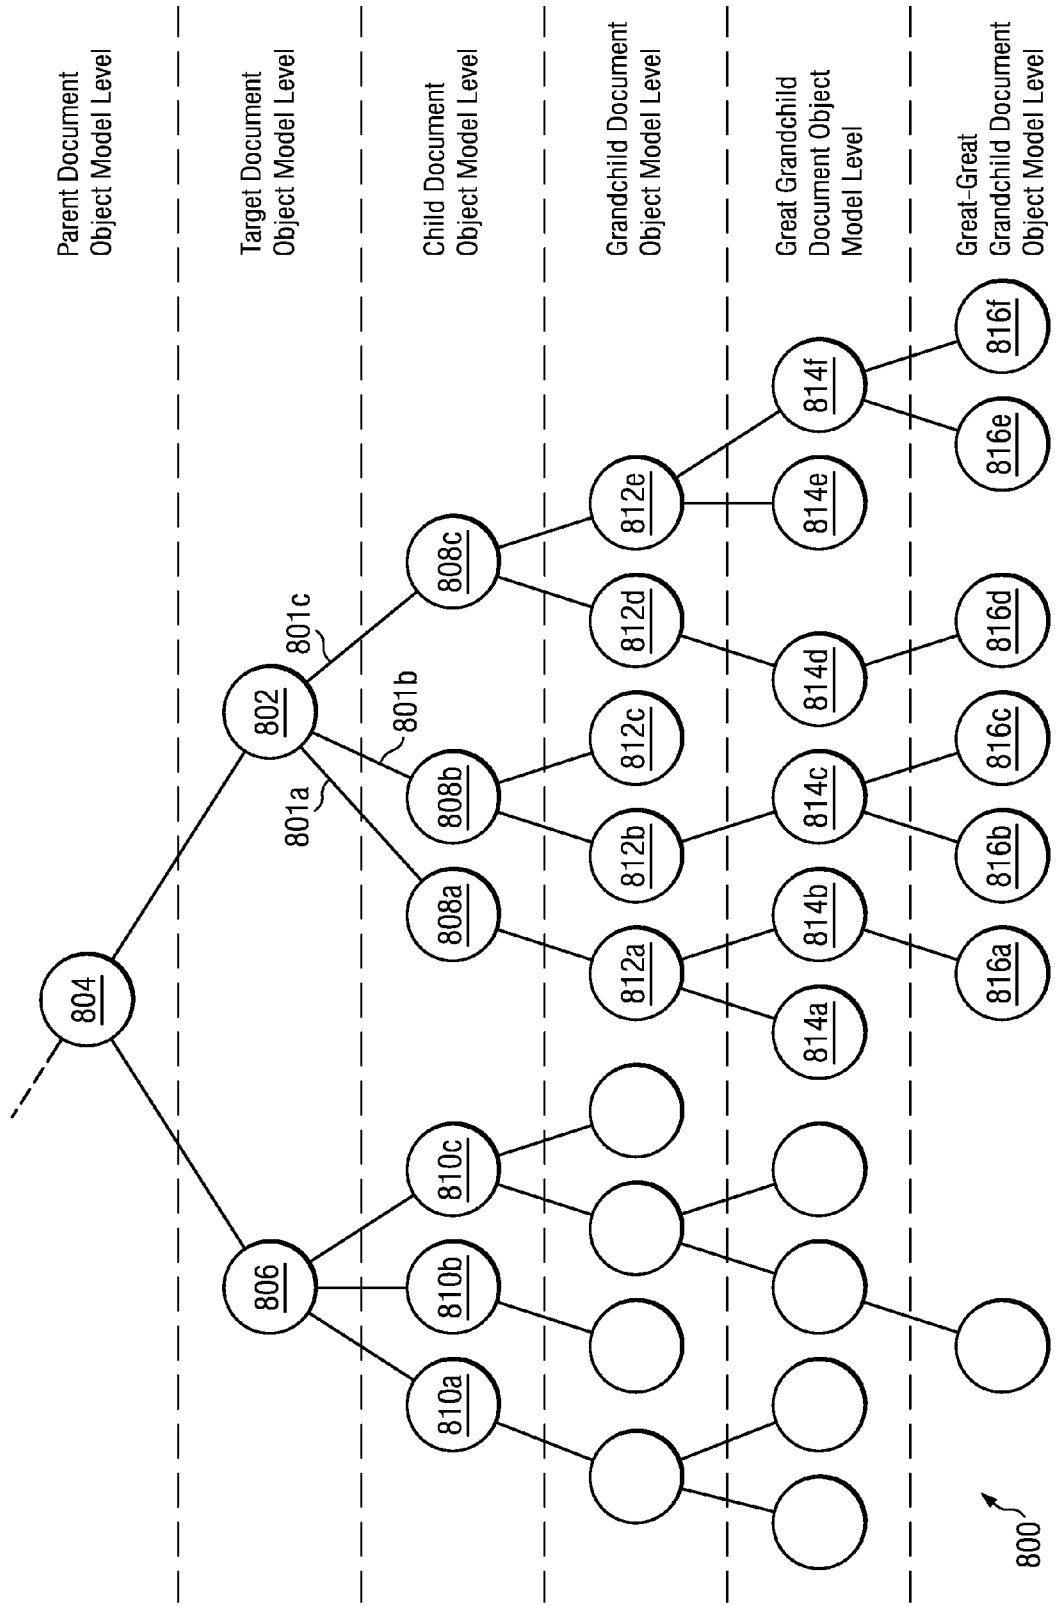 Parent Document
Object Model Level
804
Target Document
Object Model Level
806
802
801a
801b
801c
Child Document
Object Model Level
810a
810b
810c
808a
808b
808c
Grandchild Document
Object Model Level
812a
812b
812c
812d
812e
Great Grandchild
Document Object
Model Level
814a
814b
814c
814d
814e
814f
Great-Great
Grandchild Document
Object Model Level
816a
816b
816c
816d
816e
816f
800